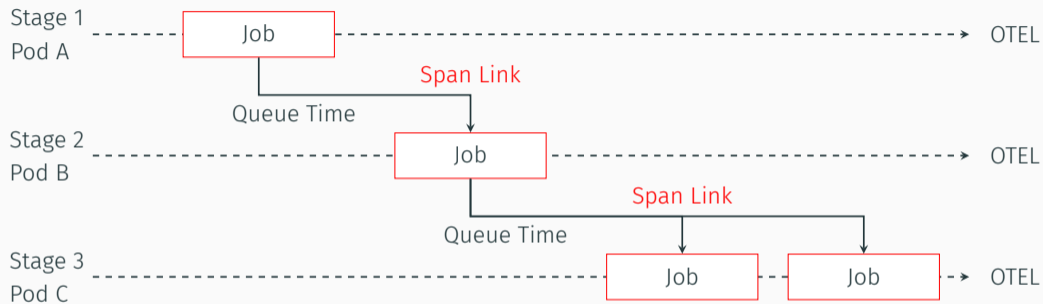 Stage 1
Pod A
Job
OTEL
Span Link
Queue Time
Stage 2
Pod B
Job
OTEL
Span Link
Queue Time
Stage 3
Pod C
Job
Job
OTEL